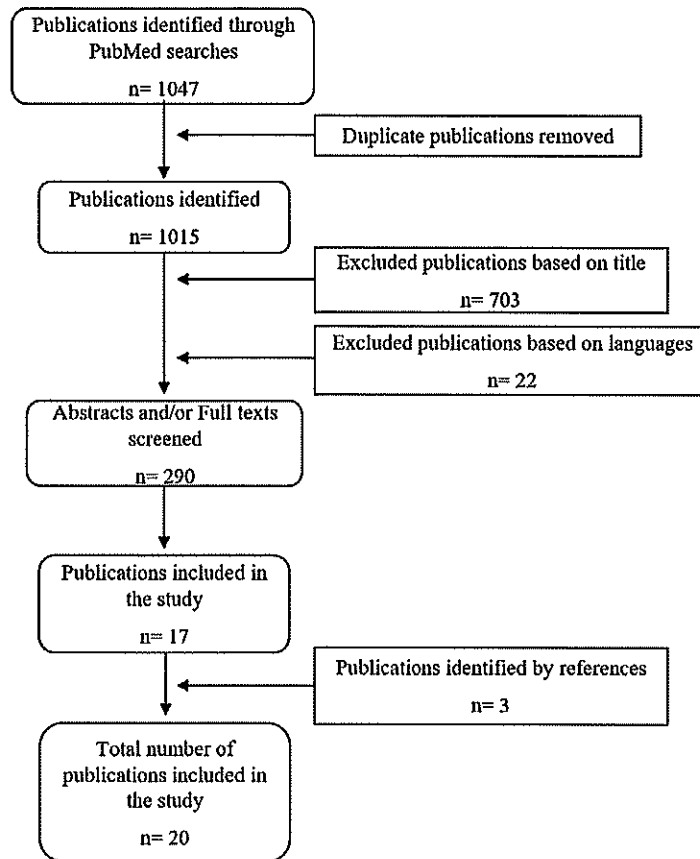 Publications identified through
PubMed searches
n= 1047
Duplicate publications removed
Publications identified
n= 1015
Excluded publications based on title
n= 703
Excluded publications based on languages
n= 22
Abstracts and/or Full texts
screened
n= 290
Publications included in
the study
n= 17
Publications identified by references
n= 3
Total number of
publications included in
the study
n= 20